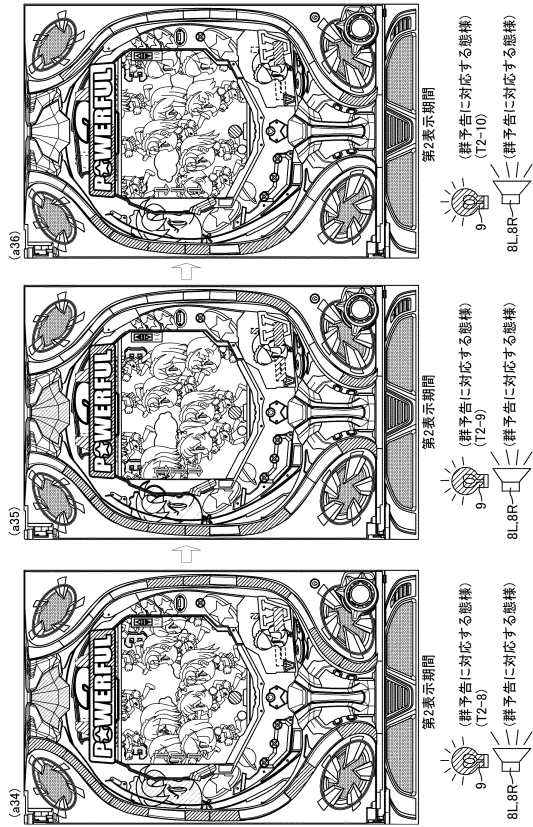 (a34)
POWERFUL
第2表示期間
9
(群予告に対応する態様)
(T2-8)
8L,8R
(群予告に対応する態様)
(a35)
POWERFUL
第2表示期間
9
(群予告に対応する態様)
(T2-9)
8L,8R
(群予告に対応する態様)
(a36)
POWERFUL
第2表示期間
9
(群予告に対応する態様)
(T2-10)
8L,8R
(群予告に対応する態様)